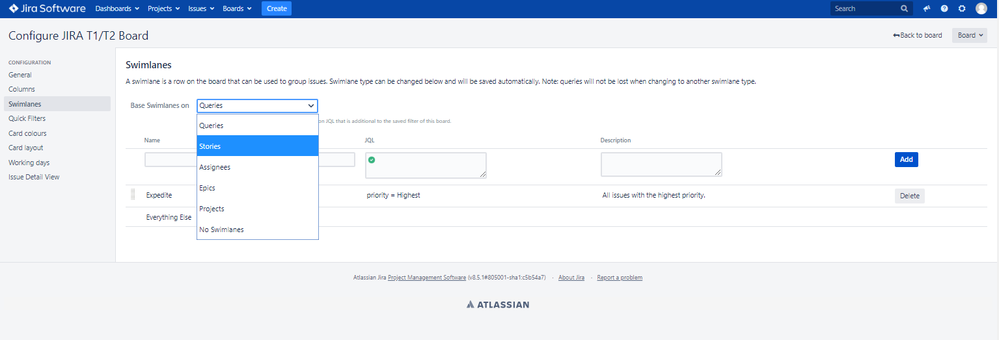 Jira Software Dashboards Projects Issues Boards Create Search
Configure JIRA T1/T2 Board
Back to board Board
CONFIGURATION
General
Columns
Swimlanes
Quick Filters
Card colours
Card layout
Working days
Issue Detail View
Swimlanes
A swimlane is a row on the board that can be used to group issues. Swimlane type can be changed below and will be saved automatically. Note: queries will not be lost when changing to another swimlane type.
Base Swimlanes on Queries
Queries
Stories
Assignees
Epics
Projects
No Swimlanes
on JQL that is additional to the saved filter of this board.
Name JQL Description
Add
Expedite priority = Highest All issues with the highest priority. Delete
Everything Else
Atlassian Jira Project Management Software (v8.5.1#805001-sha1:c5b54a7) · About Jira · Report a problem
ATLASSIAN